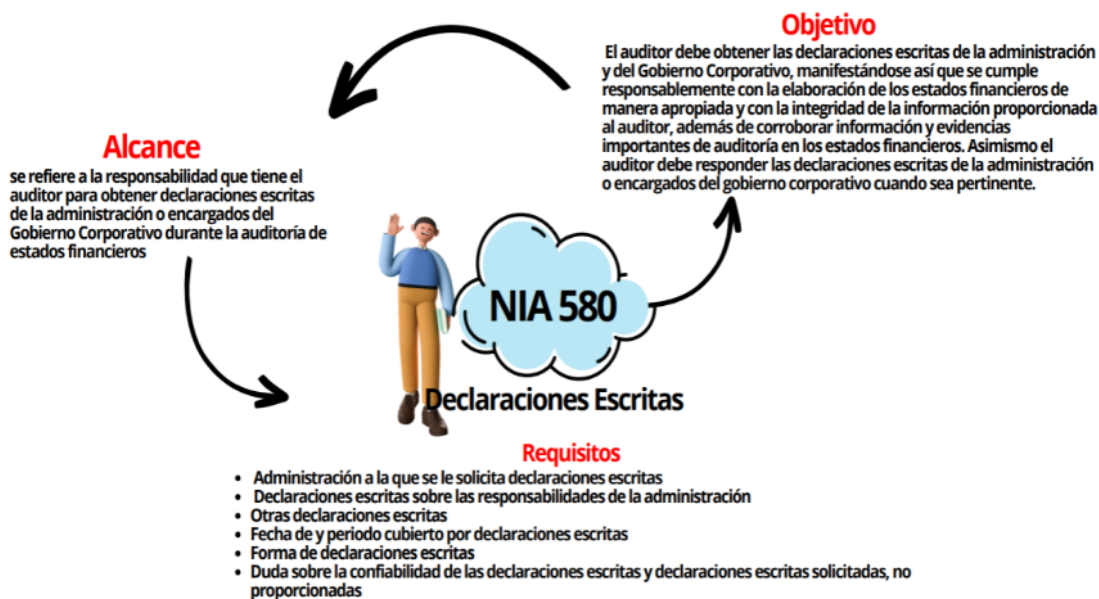 Objetivo
El auditor debe obtener las declaraciones escritas de la administración
y del Gobierno Corporativo, manifestándose así que se cumple
responsablemente con la elaboración de los estados financieros de
manera apropiada y con la integridad de la información proporcionada
al auditor, además de corroborar información y evidencias
importantes de auditoría en los estados financieros. Asimismo el
auditor debe responder las declaraciones escritas de la administración
o encargados del gobierno corporativo cuando sea pertinente.
Alcance
se refiere a la responsabilidad que tiene el
auditor para obtener declaraciones escritas
de la administración o encargados del
Gobierno Corporativo durante la auditoría de
estados financieros
NIA 580
Declaraciones Escritas
Requisitos
• Administración a la que se le solicita declaraciones escritas
• Declaraciones escritas sobre las responsabilidades de la administración
• Otras declaraciones escritas
• Fecha de y periodo cubierto por declaraciones escritas
• Forma de declaraciones escritas
• Duda sobre la confiabilidad de las declaraciones escritas y declaraciones escritas solicitadas, no
proporcionadas